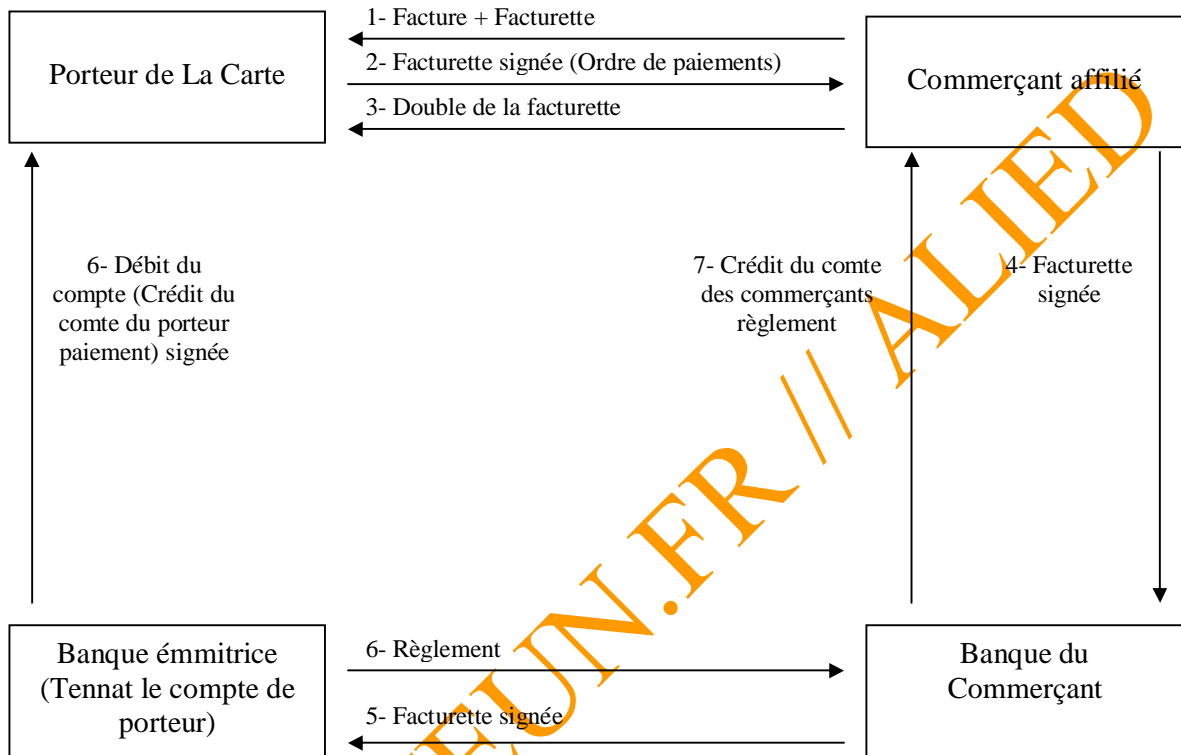 1- Facture + Facturette
Porteur de La Carte
2- Facturette signée (Ordre de paiements)
Commerçant affilié
3- Double de la facturette
6- Débit du
compte (Crédit du
comte du porteur
paiement) signée
7- Crédit du comte
des commerçants
règlement
4- Facturette
signée
EUN.FR // ALIED
Banque émmitrice
(Tennat le compte de
porteur)
6- Règlement
5- Facturette signée
Banque du
Commerçant